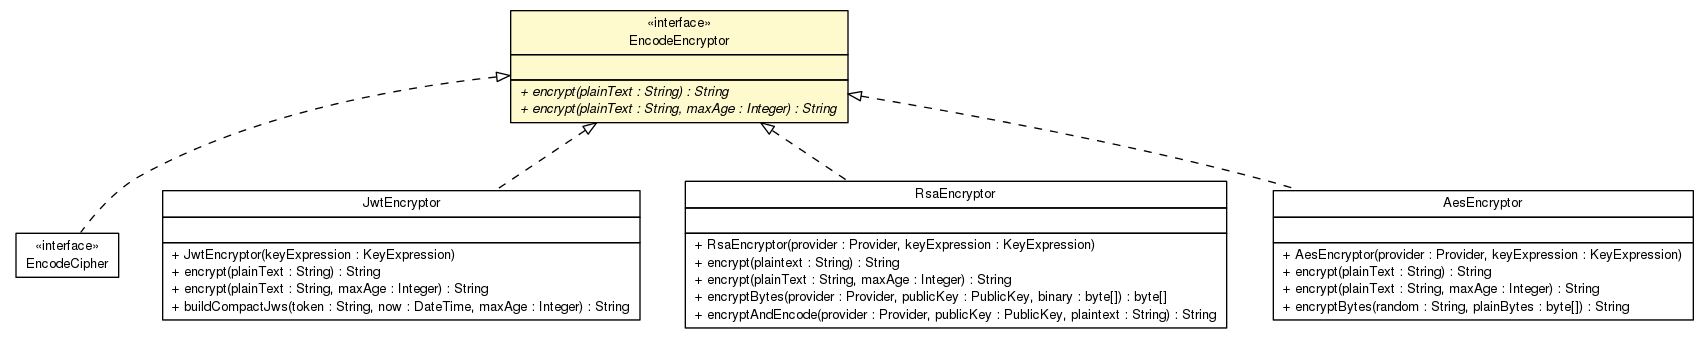 «interface»
EncodeEncryptor
+ encrypt(plainText : String) : String
+ encrypt(plainText : String, maxAge : Integer) : String
«interface»
EncodeCipher
JwtEncryptor
+ JwtEncryptor(keyExpression : KeyExpression)
+ encrypt(plainText : String) : String
+ encrypt(plainText : String, maxAge : Integer) : String
+ buildCompactJws(token : String, now : DateTime, maxAge : Integer) : String
RsaEncryptor
+ RsaEncryptor(provider : Provider, keyExpression : KeyExpression)
+ encrypt(plaintext : String) : String
+ encrypt(plainText : String, maxAge : Integer) : String
+ encryptBytes(provider : Provider, publicKey : PublicKey, binary : byte[]) : byte[]
+ encryptAndEncode(provider : Provider, publicKey : PublicKey, plaintext : String) : String
AesEncryptor
+ AesEncryptor(provider : Provider, keyExpression : KeyExpression)
+ encrypt(plainText : String) : String
+ encrypt(plainText : String, maxAge : Integer) : String
+ encryptBytes(random : String, plainBytes : byte[]) : String